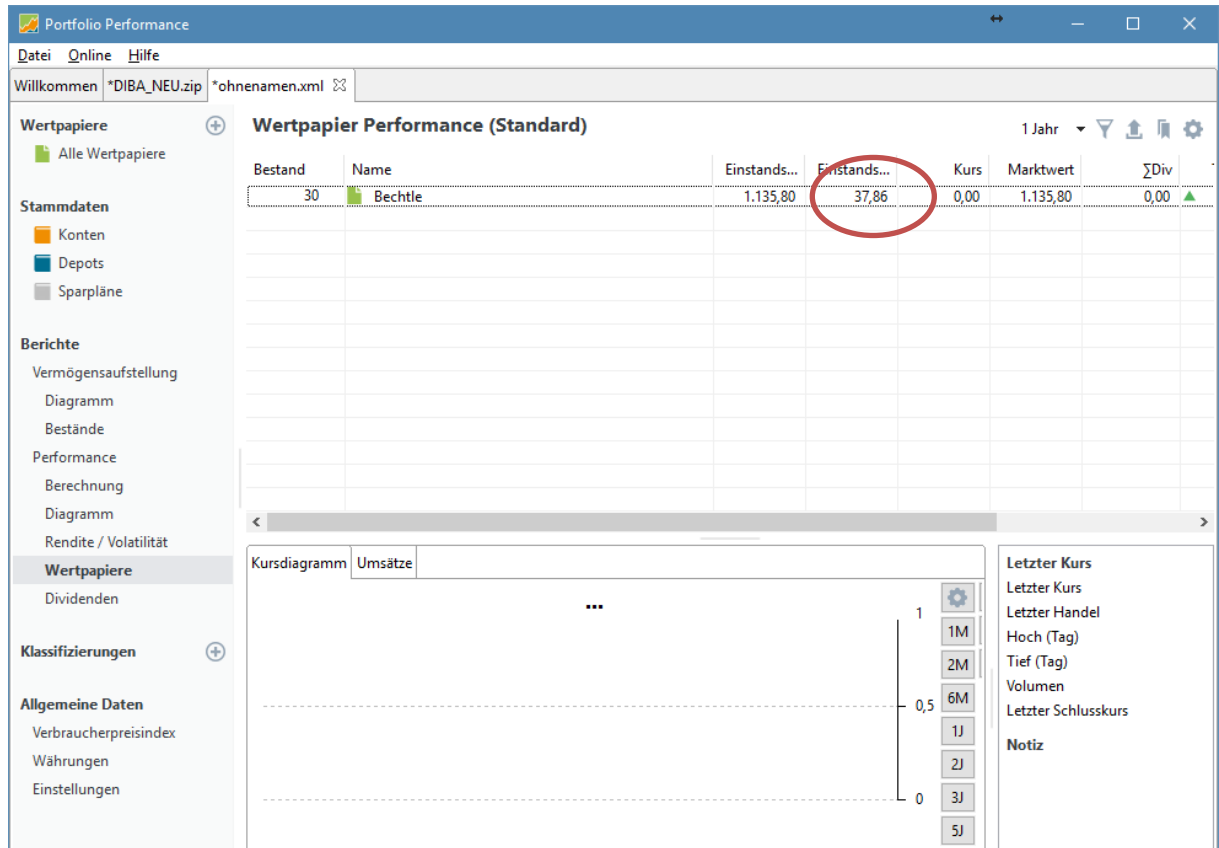 Portfolio Performance
Datei Online Hilfe
Willkommen *DIBA_NEU.zip *ohnenamen.xml
Wertpapiere
Alle Wertpapiere
Stammdaten
Konten
Depots
Sparpläne
Berichte
Vermögensaufstellung
Diagramm
Bestände
Performance
Berechnung
Diagramm
Rendite / Volatilität
Wertpapiere
Dividenden
Klassifizierungen
Allgemeine Daten
Verbraucherpreisindex
Währungen
Einstellungen
Wertpapier Performance (Standard) 1 Jahr
Bestand Name Einstands... Einstands... Kurs Marktwert ∑Div
30 Bechtle 1.135,80 37,86 0,00 1.135,80 0,00
Kursdiagramm Umsätze
...
1
0,5
0
1M
2M
6M
1J
2J
3J
5J
Letzter Kurs
Letzter Kurs
Letzter Handel
Hoch (Tag)
Tief (Tag)
Volumen
Letzter Schlusskurs
Notiz